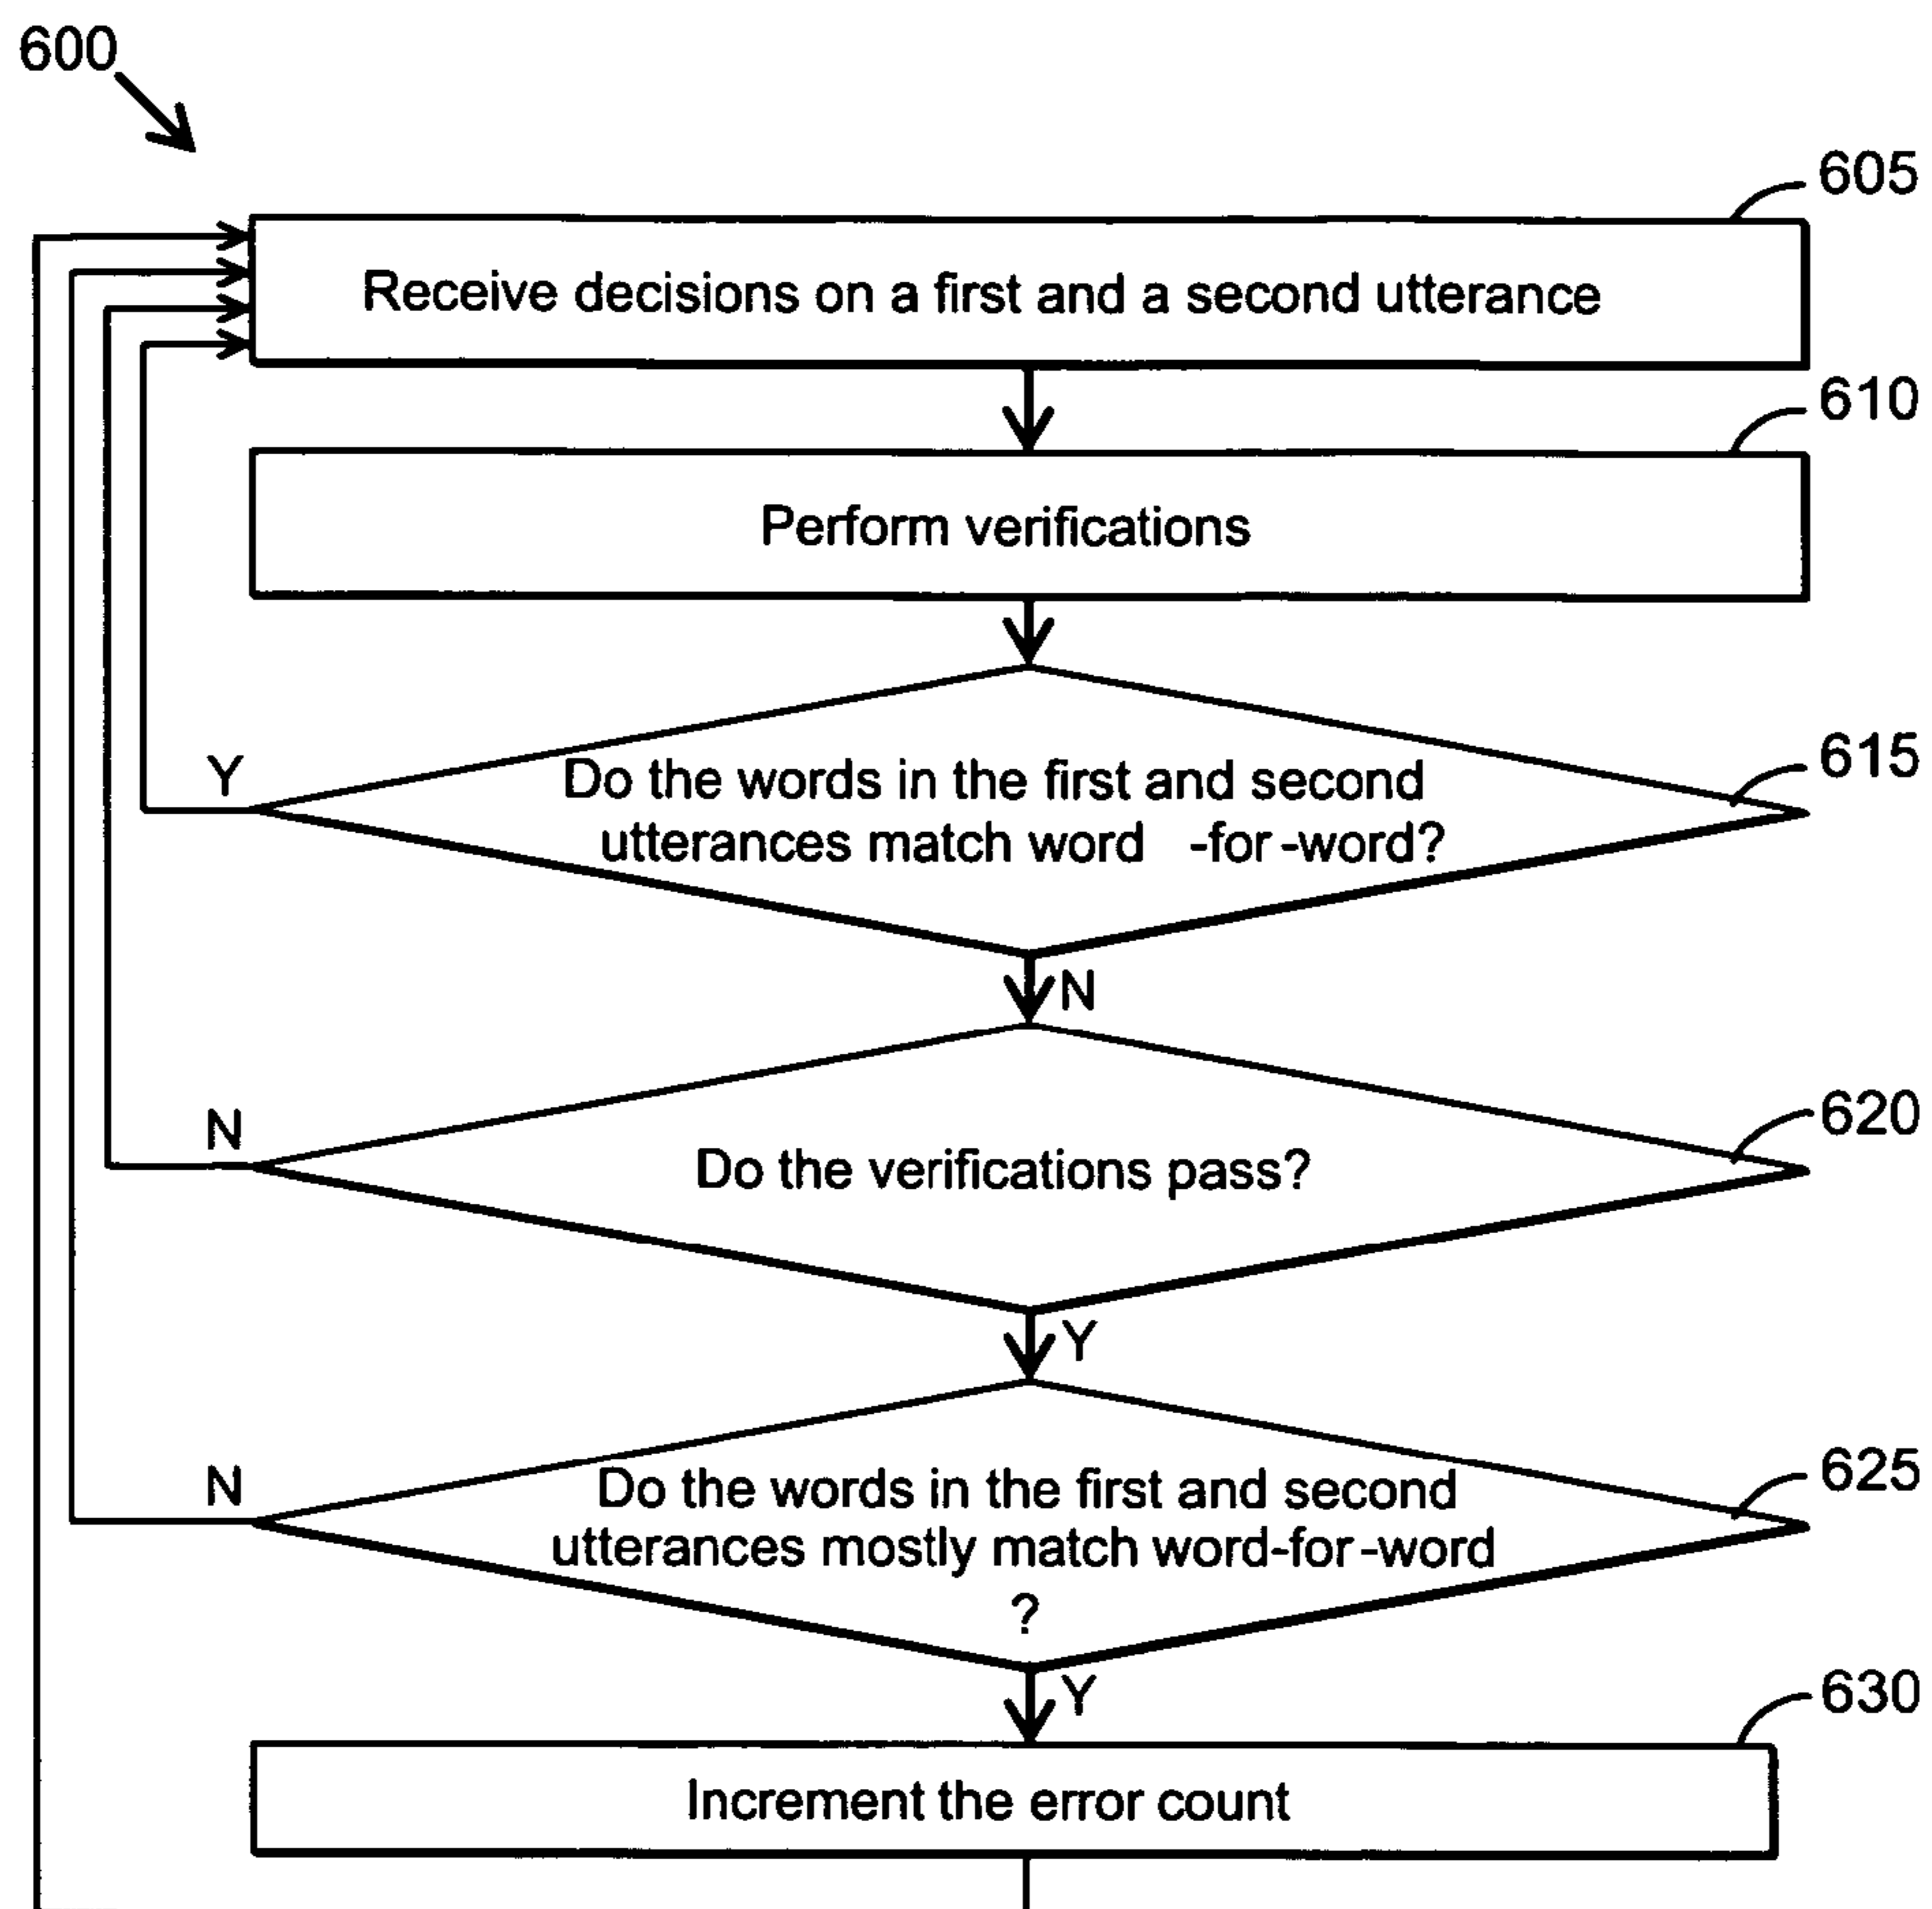 600
605
Receive decisions on a first and a second utterance
610
Perform verifications
615
Y
Do the words in the first and second
utterances match word -for-word?
N
620
N
Do the verifications pass?
Y
625
N
Do the words in the first and second
utterances mostly match word-for-word
?
Y
630
Increment the error count